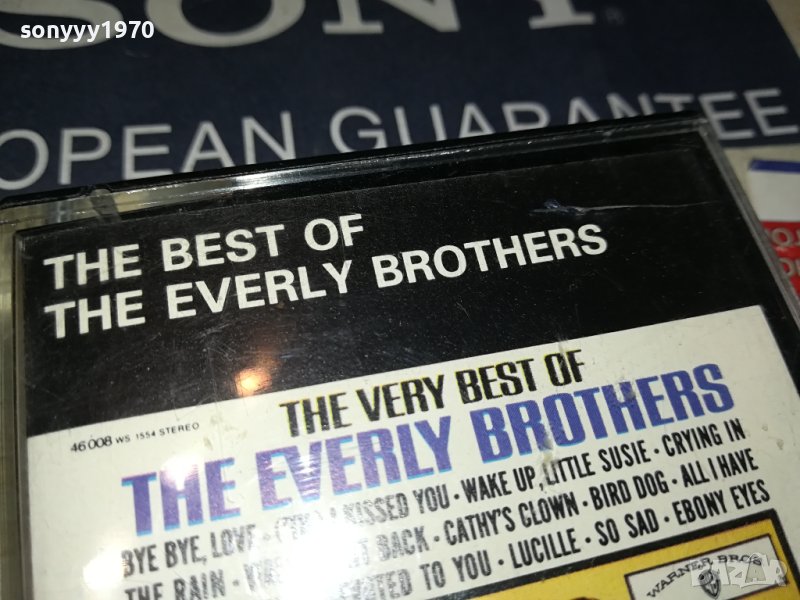 sonyyy1970
SONY
OPEAN GUARANTEE
THE BEST OF
THE EVERLY BROTHERS
46 008 WS 1554 STEREO
THE VERY BEST OF
THE EVERLY BROTHERS
BYE BYE, LOVE · I KISSED YOU · WAKE UP, LITTLE SUSIE · CRYING IN
THE RAIN · BACK · CATHY'S CLOWN · BIRD DOG · ALL I HAVE
TO YOU · LUCILLE · SO SAD · EBONY EYES
WARNER BROS
BAZAR